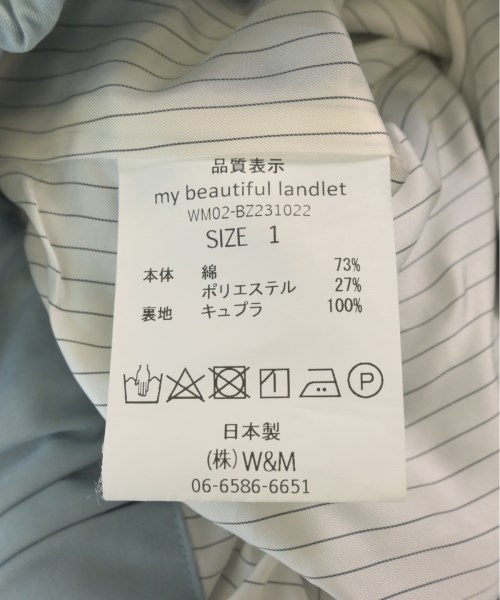 品質表示
my beautiful landlet
WM02-BZ231022
SIZE 1
本体 綿 73%
ポリエステル 27%
裏地 キュプラ 100%
P
日本製
(株) W&M
06-6586-6651